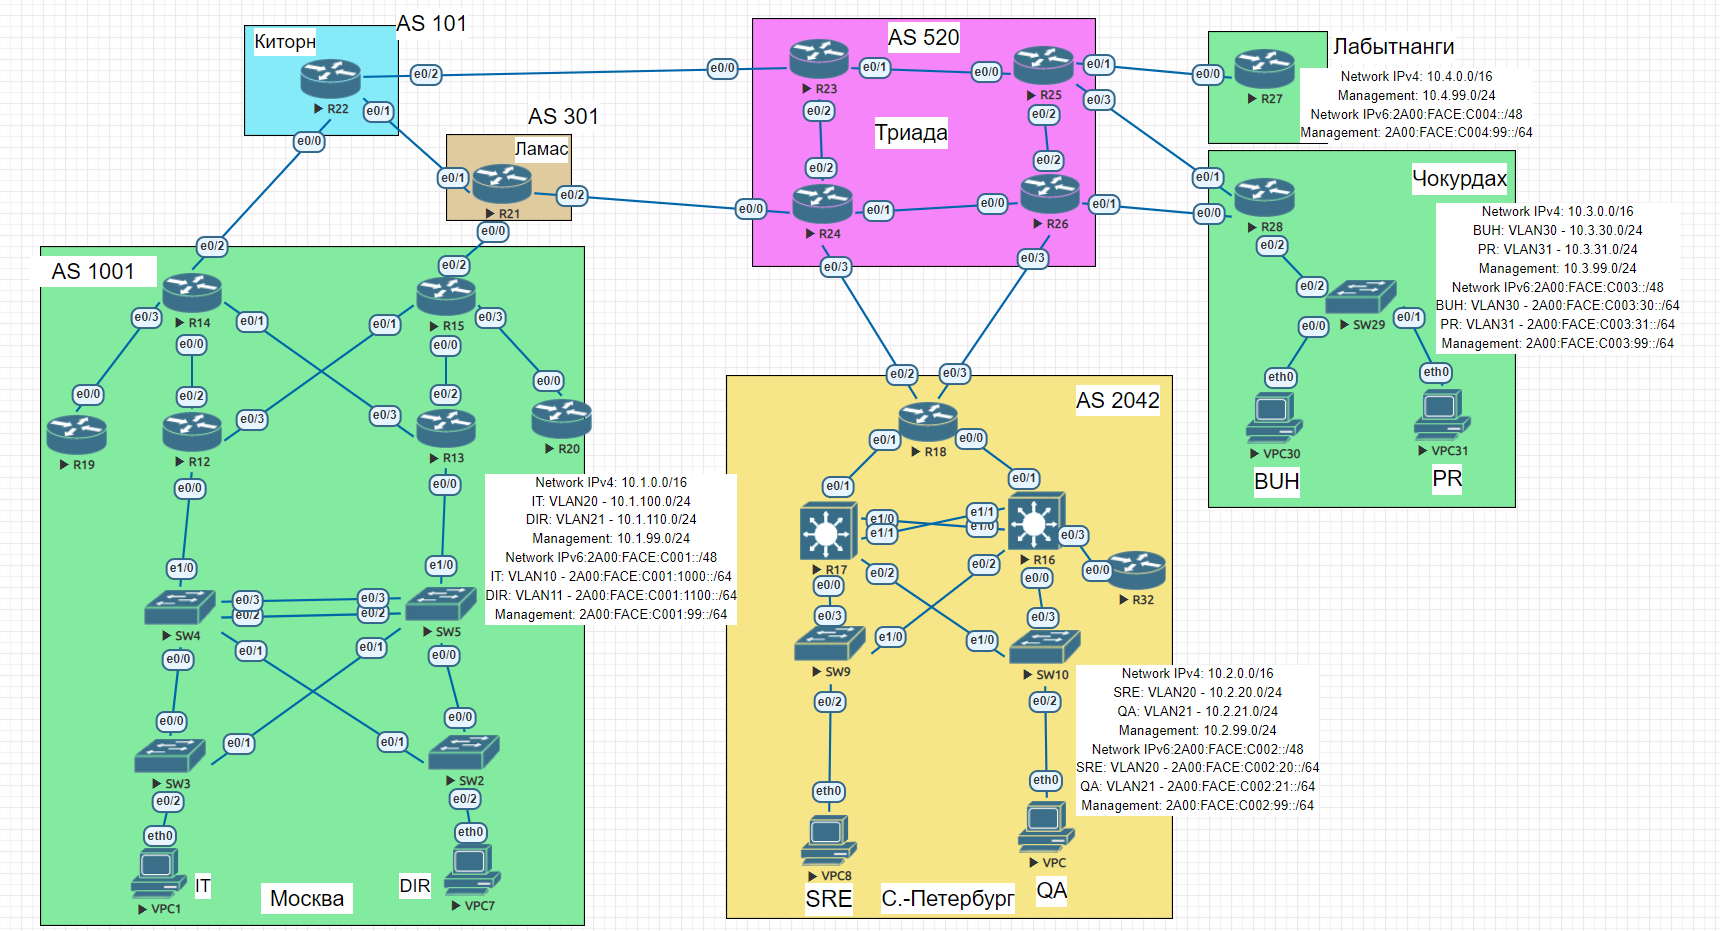 AS 101
Киторн
R22
e0/2
e0/1
e0/0
AS 301
Ламас
e0/1
R21
e0/2
e0/0
AS 520
Триада
e0/0
R23
e0/1
e0/2
e0/0
R25
e0/1
e0/3
e0/2
e0/2
e0/0
R24
e0/1
e0/3
e0/2
e0/0
R26
e0/1
e0/3
Лабытнанги
e0/0
R27
Network IPv4: 10.4.0.0/16
Management: 10.4.99.0/24
Network IPv6:2A00:FACE:C004::/48
Management: 2A00:FACE:C004:99::/64
Чокурдах
e0/1
e0/0
R28
e0/2
e0/2
SW29
e0/0
e0/1
eth0
eth0
VPC30
VPC31
BUH
PR
Network IPv4: 10.3.0.0/16
BUH: VLAN30 - 10.3.30.0/24
PR: VLAN31 - 10.3.31.0/24
Management: 10.3.99.0/24
Network IPv6:2A00:FACE:C003::/48
BUH: VLAN30 - 2A00:FACE:C003:30::/64
PR: VLAN31 - 2A00:FACE:C003:31::/64
Management: 2A00:FACE:C003:99::/64
AS 1001
e0/2
R14
e0/3
e0/1
e0/0
e0/2
R15
e0/1
e0/3
e0/0
e0/0
R19
e0/2
e0/3
R12
e0/0
e0/3
e0/2
R13
e0/0
e0/0
R20
e1/0
e0/3
e0/2
SW4
e0/0
e0/1
e1/0
e0/3
e0/2
SW5
e0/1
e0/0
e0/0
e0/1
SW3
e0/2
e0/1
e0/0
SW2
e0/2
eth0
VPC1
IT
eth0
VPC7
DIR
Москва
Network IPv4: 10.1.0.0/16
IT: VLAN20 - 10.1.100.0/24
DIR: VLAN21 - 10.1.110.0/24
Management: 10.1.99.0/24
Network IPv6:2A00:FACE:C001::/48
IT: VLAN10 - 2A00:FACE:C001:1000::/64
DIR: VLAN11 - 2A00:FACE:C001:1100::/64
Management: 2A00:FACE:C001:99::/64
AS 2042
e0/2
e0/3
R18
e0/1
e0/0
e0/1
e0/1
e1/0
e1/1
R17
e0/0
e0/2
e1/1
e1/0
R16
e0/3
e0/2
e0/0
e0/0
R32
e0/3
e1/0
SW9
e0/2
e1/0
e0/3
SW10
e0/2
eth0
VPC8
SRE
eth0
VPC
QA
С.-Петербург
Network IPv4: 10.2.0.0/16
SRE: VLAN20 - 10.2.20.0/24
QA: VLAN21 - 10.2.21.0/24
Management: 10.2.99.0/24
Network IPv6:2A00:FACE:C002::/48
SRE: VLAN20 - 2A00:FACE:C002:20::/64
QA: VLAN21 - 2A00:FACE:C002:21::/64
Management: 2A00:FACE:C002:99::/64